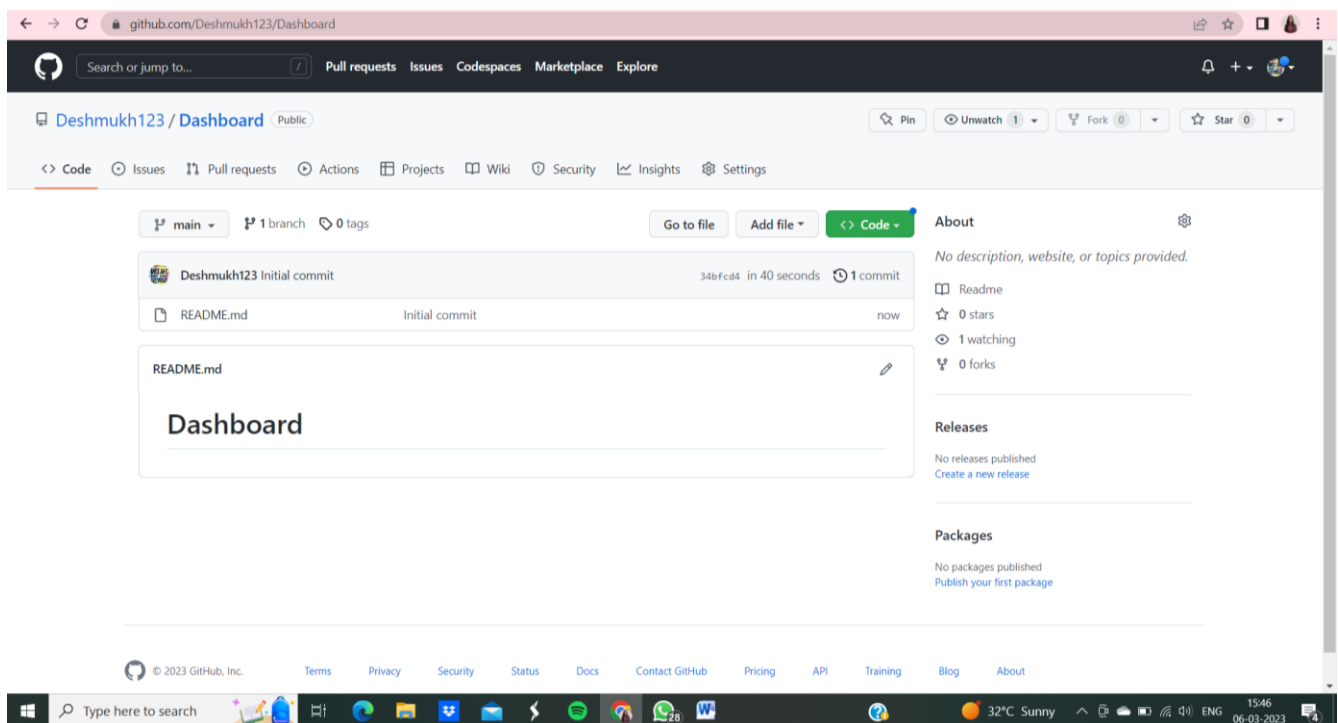 github.com/Deshmukh123/Dashboard
Search or jump to... / Pull requests Issues Codespaces Marketplace Explore
Deshmukh123 / Dashboard Public Pin Unwatch 1 Fork 0 Star 0
<> Code Issues Pull requests Actions Projects Wiki Security Insights Settings
main 1 branch 0 tags Go to file Add file <> Code
Deshmukh123 Initial commit 34bfcd4 in 40 seconds 1 commit
README.md Initial commit now
README.md
Dashboard
About
No description, website, or topics provided.
Readme
0 stars
1 watching
0 forks
Releases
No releases published
Create a new release
Packages
No packages published
Publish your first package
© 2023 GitHub, Inc. Terms Privacy Security Status Docs Contact GitHub Pricing API Training Blog About
Type here to search 28 W 32°C Sunny ENG 15:46
06-03-2023 4